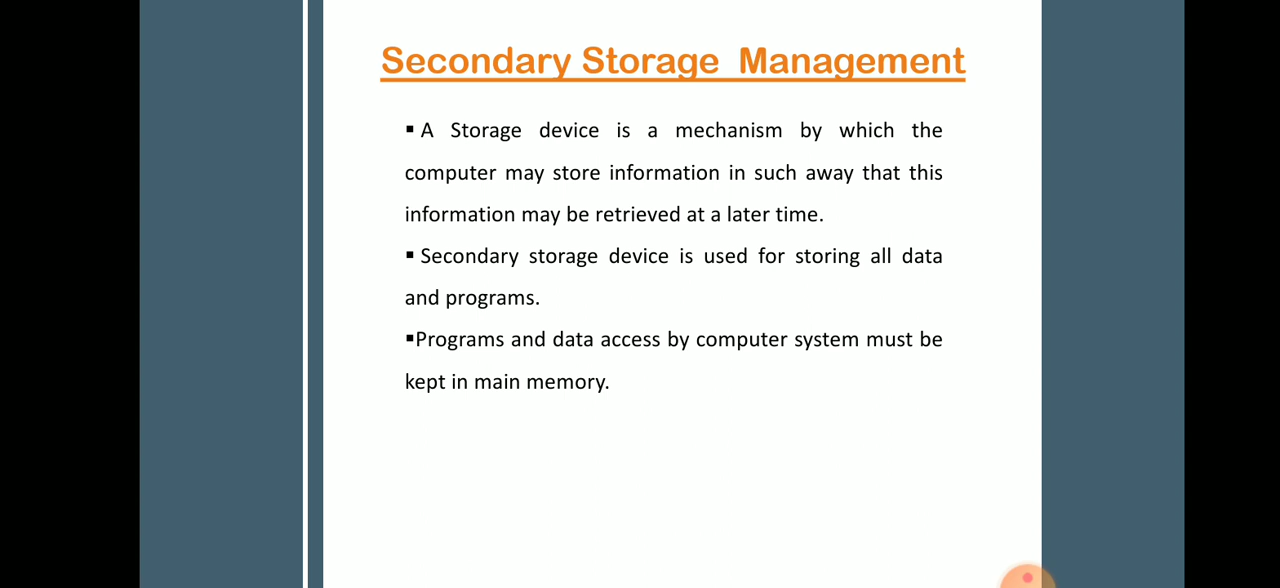 Secondary Storage Management
▪ A Storage device is a mechanism by which the
computer may store information in such away that this
information may be retrieved at a later time.
▪ Secondary storage device is used for storing all data
and programs.
▪Programs and data access by computer system must be
kept in main memory.